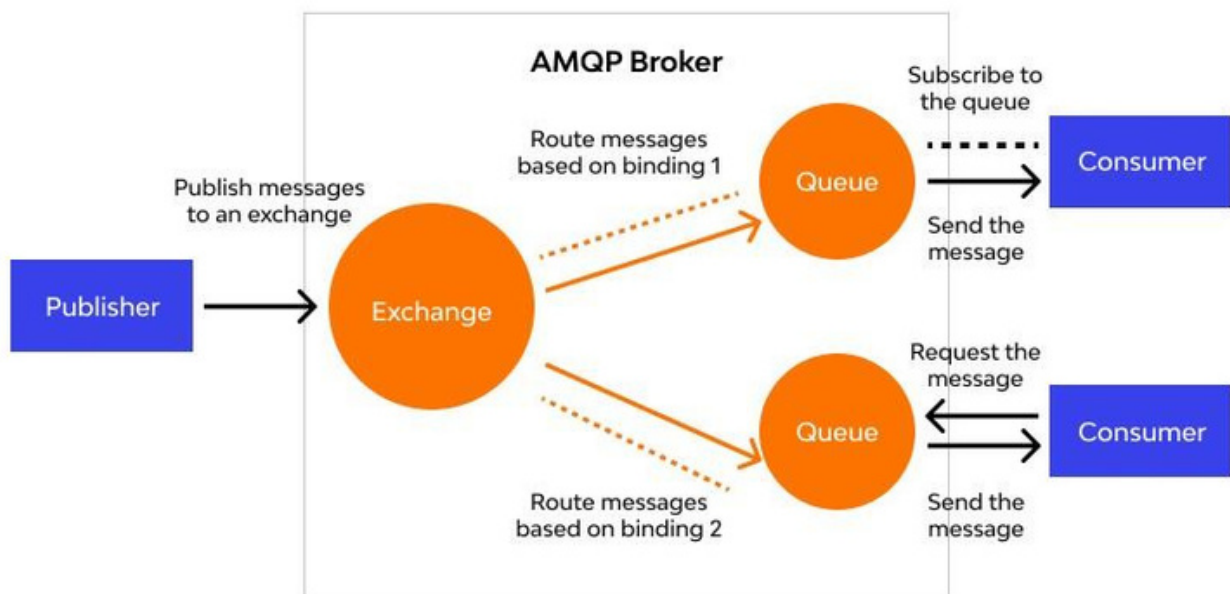 AMQP Broker
Subscribe to
the queue
Route messages
based on binding 1
Queue
Consumer
Publish messages
to an exchange
Send the
message
Publisher
Exchange
Request the
message
Queue
Consumer
Route messages
based on binding 2
Send the
message